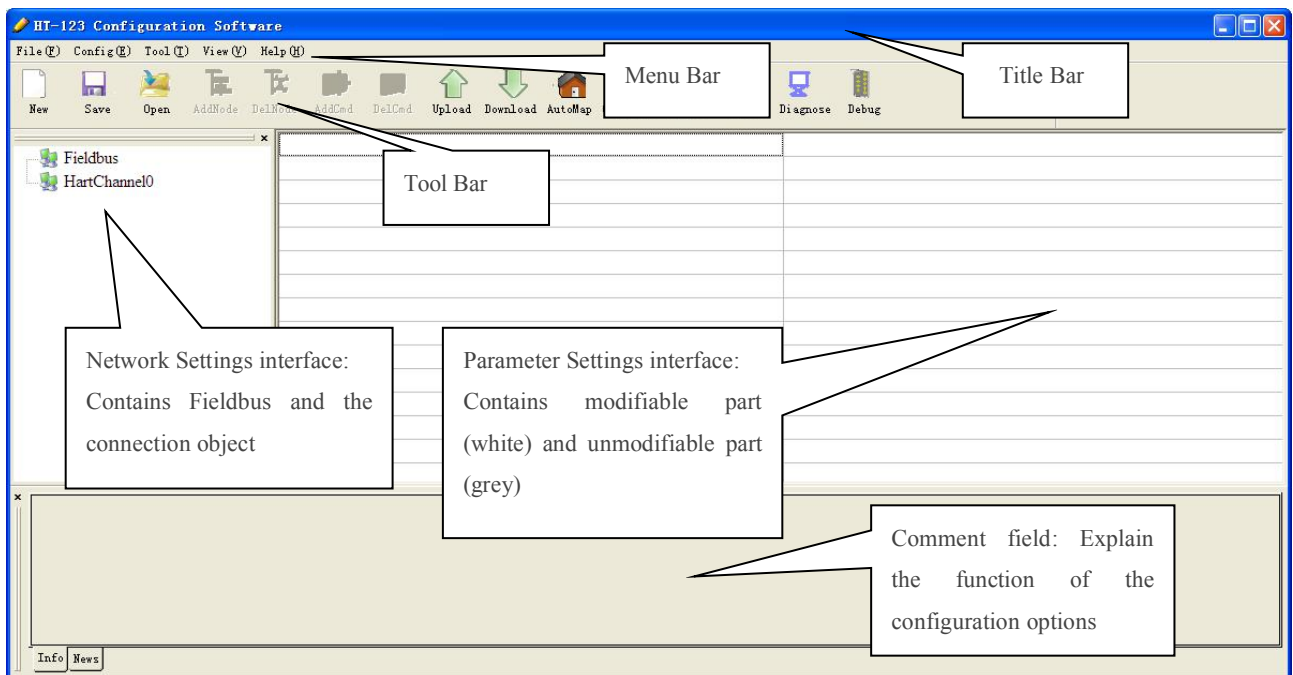 HT-123 Configuration Software
File(F) Config(E) Tool(T) View(V) Help(H)
Menu Bar
Title Bar
New Save Open AddNode DelNode AddCmd DelCmd Upload Download AutoMap Diagnose Debug
Fieldbus
HartChannel0
Tool Bar
Network Settings interface:
Contains Fieldbus and the
connection object
Parameter Settings interface:
Contains modifiable part
(white) and unmodifiable part
(grey)
Comment field: Explain
the function of the
configuration options
Info News